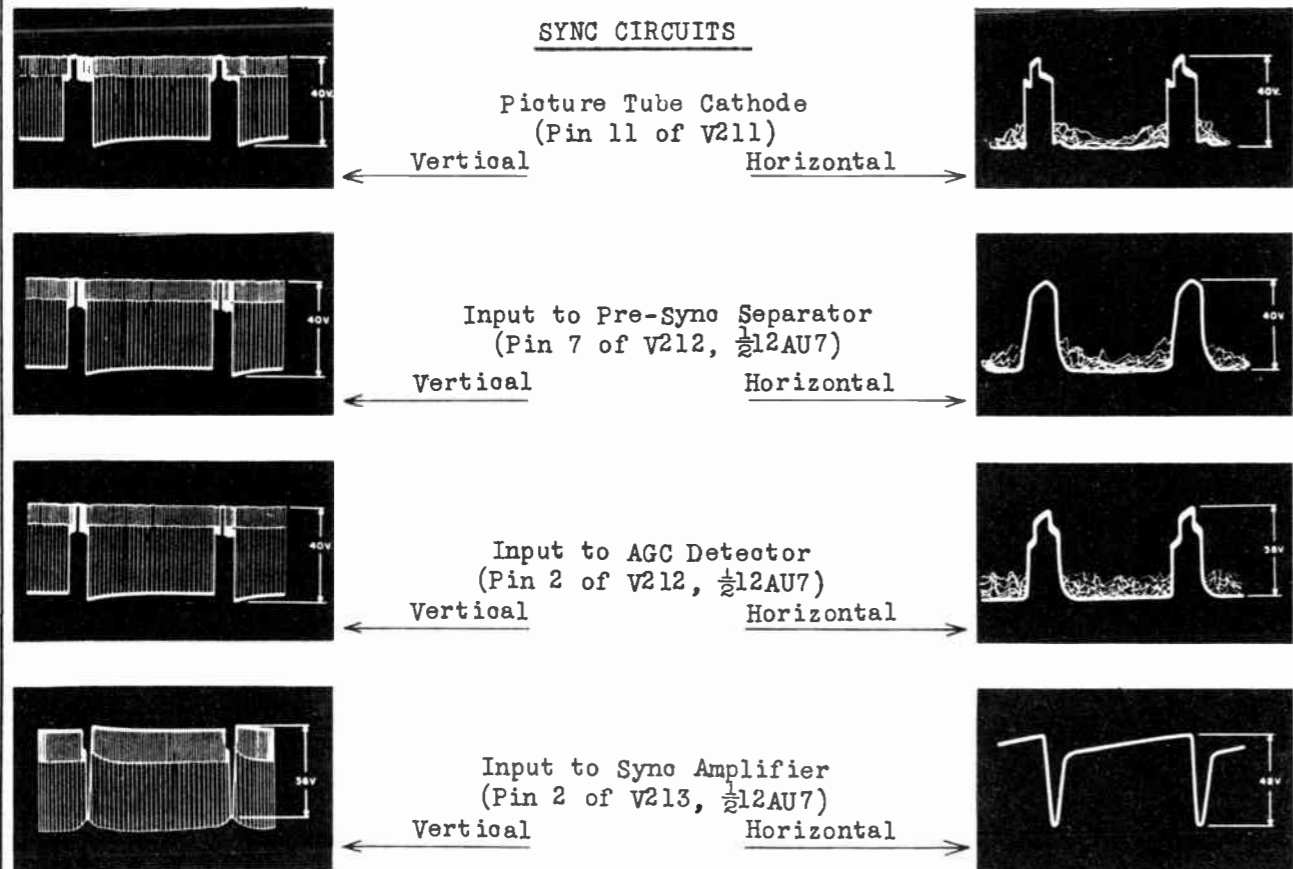 SYNC CIRCUITS
Picture Tube Cathode
(Pin 11 of V211)
Vertical Horizontal
40V. 40V.
Input to Pre-Sync Separator
(Pin 7 of V212, ½12AU7)
Vertical Horizontal
40V 40V
Input to AGC Detector
(Pin 2 of V212, ½12AU7)
Vertical Horizontal
40V 38V
Input to Sync Amplifier
(Pin 2 of V213, ½12AU7)
Vertical Horizontal
48V